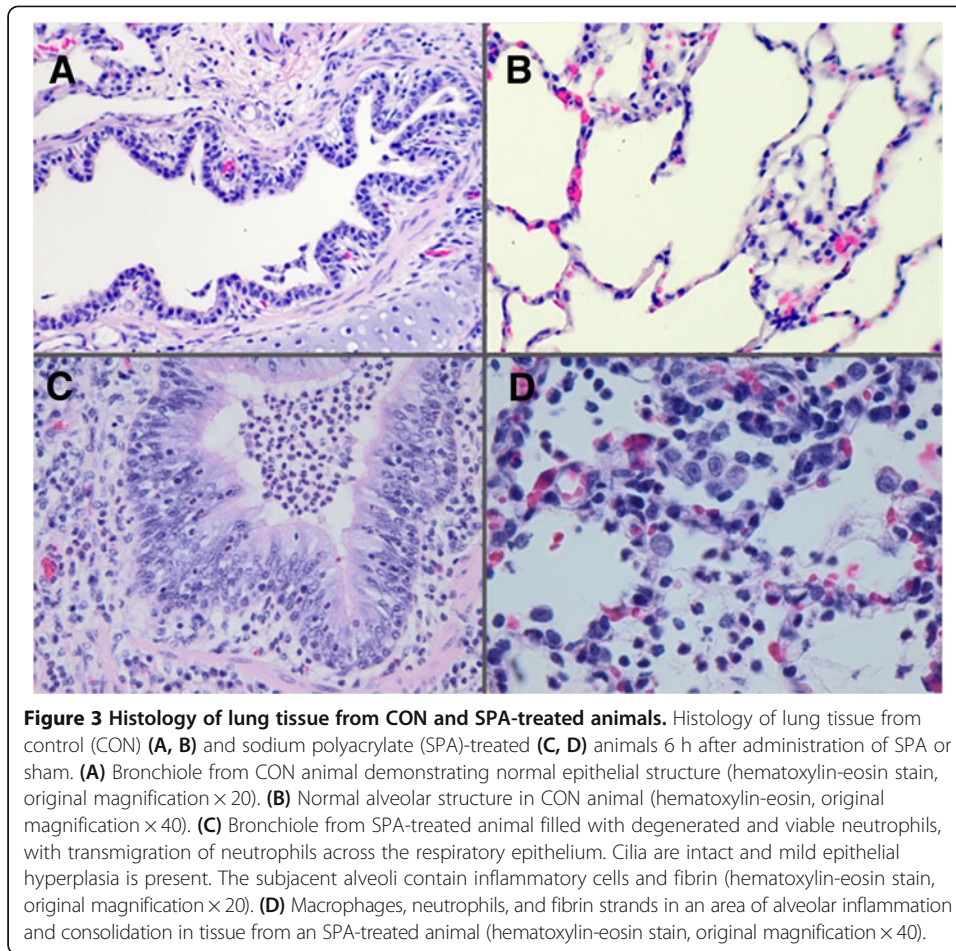 A
B
C
D
Figure 3 Histology of lung tissue from CON and SPA-treated animals. Histology of lung tissue from
control (CON) (A, B) and sodium polyacrylate (SPA)-treated (C, D) animals 6 h after administration of SPA or
sham. (A) Bronchiole from CON animal demonstrating normal epithelial structure (hematoxylin-eosin stain,
original magnification × 20). (B) Normal alveolar structure in CON animal (hematoxylin-eosin, original
magnification × 40). (C) Bronchiole from SPA-treated animal filled with degenerated and viable neutrophils,
with transmigration of neutrophils across the respiratory epithelium. Cilia are intact and mild epithelial
hyperplasia is present. The subjacent alveoli contain inflammatory cells and fibrin (hematoxylin-eosin stain,
original magnification × 20). (D) Macrophages, neutrophils, and fibrin strands in an area of alveolar inflammation
and consolidation in tissue from an SPA-treated animal (hematoxylin-eosin stain, original magnification × 40).